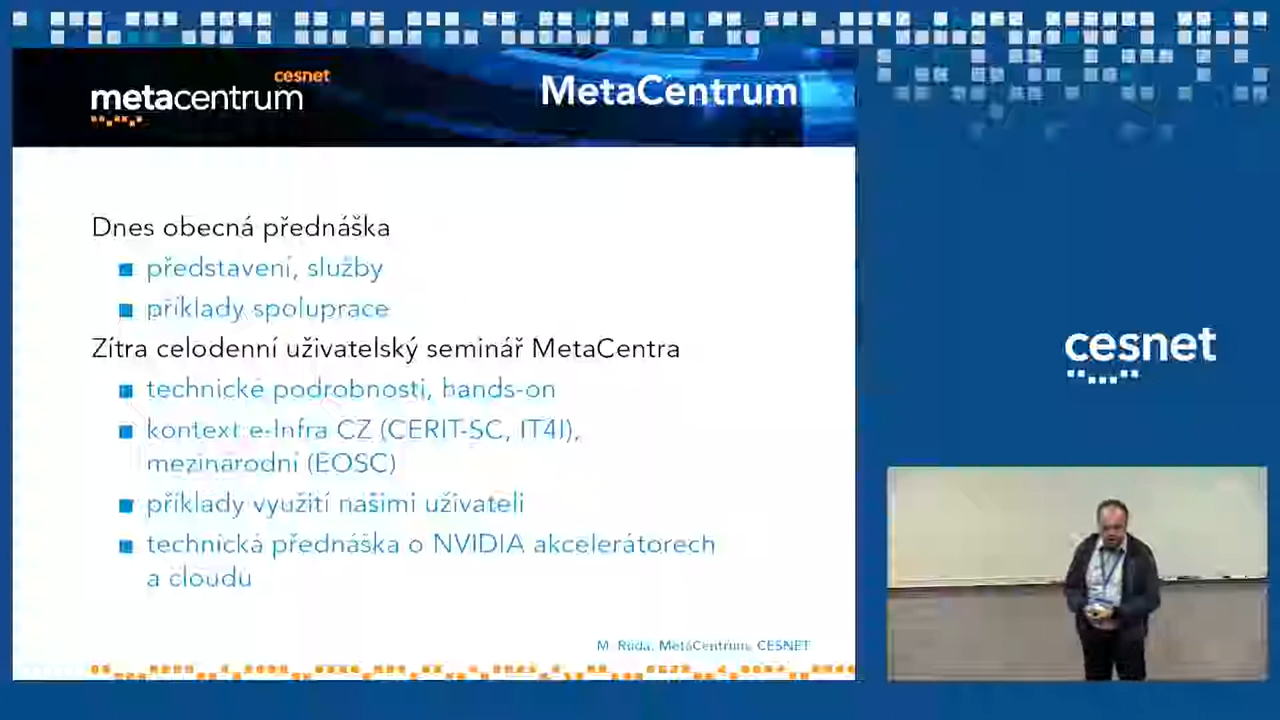 cesnet
metacentrum
MetaCentrum
Dnes obecná přednáška
představení, služby
příklady spolupráce
Zítra celodenní uživatelský seminář MetaCentra
technické podrobnosti, hands-on
kontext e-Infra CZ (CERIT-SC, IT4I),
mezinárodní (EOSC)
příklady využití našimi uživateli
technická přednáška o NVIDIA akcelerátorech
a cloudu
M. Ruda, MetaCentrum, CESNET
cesnet